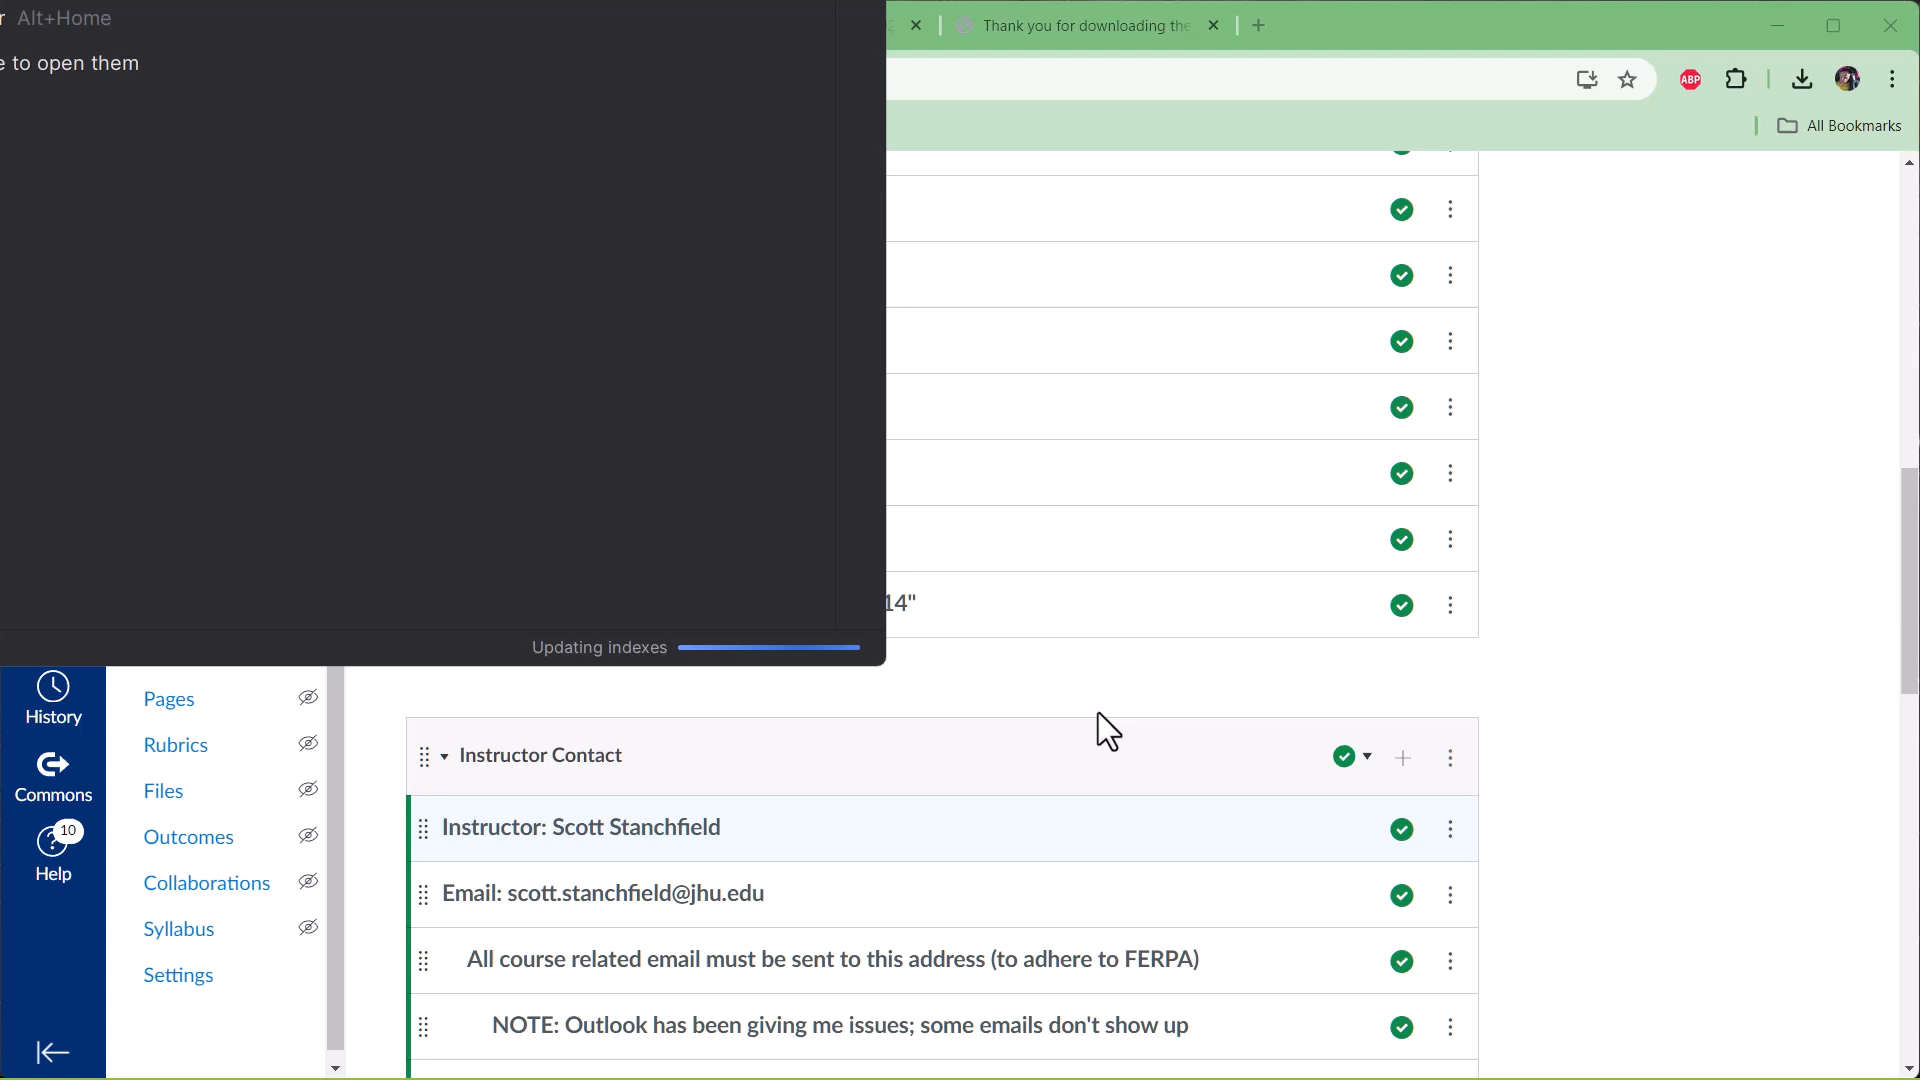 r Alt+Home
e to open them
Updating indexes
Thank you for downloading the
ABP
All Bookmarks
14"
History
Commons
10
Help
Pages
Rubrics
Files
Outcomes
Collaborations
Syllabus
Settings
Instructor Contact
Instructor: Scott Stanchfield
Email: scott.stanchfield@jhu.edu
All course related email must be sent to this address (to adhere to FERPA)
NOTE: Outlook has been giving me issues; some emails don't show up